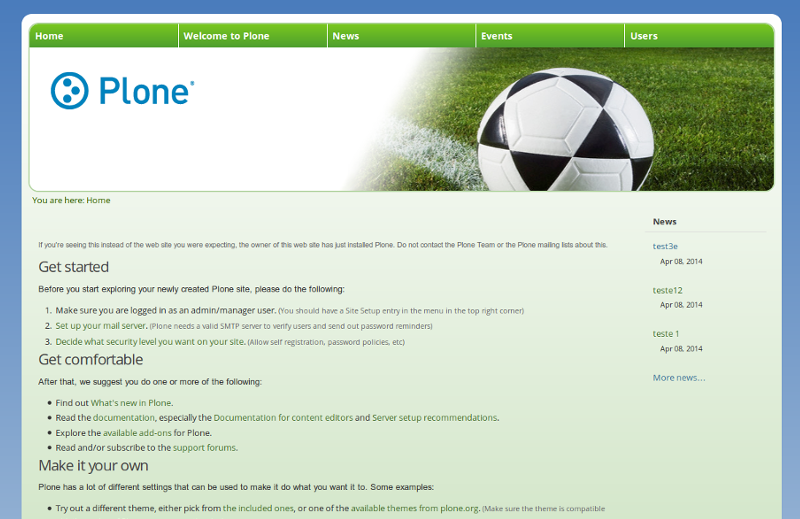 Home Welcome to Plone News Events Users
Plone®
You are here: Home
If you're seeing this instead of the web site you were expecting, the owner of this web site has just installed Plone. Do not contact the Plone Team or the Plone mailing lists about this.
Get started
Before you start exploring your newly created Plone site, please do the following:
1. Make sure you are logged in as an admin/manager user. (You should have a Site Setup entry in the menu in the top right corner)
2. Set up your mail server. (Plone needs a valid SMTP server to verify users and send out password reminders)
3. Decide what security level you want on your site. (Allow self registration, password policies, etc)
Get comfortable
After that, we suggest you do one or more of the following:
• Find out What's new in Plone.
• Read the documentation, especially the Documentation for content editors and Server setup recommendations.
• Explore the available add-ons for Plone.
• Read and/or subscribe to the support forums.
Make it your own
Plone has a lot of different settings that can be used to make it do what you want it to. Some examples:
• Try out a different theme, either pick from the included ones, or one of the available themes from plone.org. (Make sure the theme is compatible
News
test3e
Apr 08, 2014
teste12
Apr 08, 2014
teste 1
Apr 08, 2014
More news...